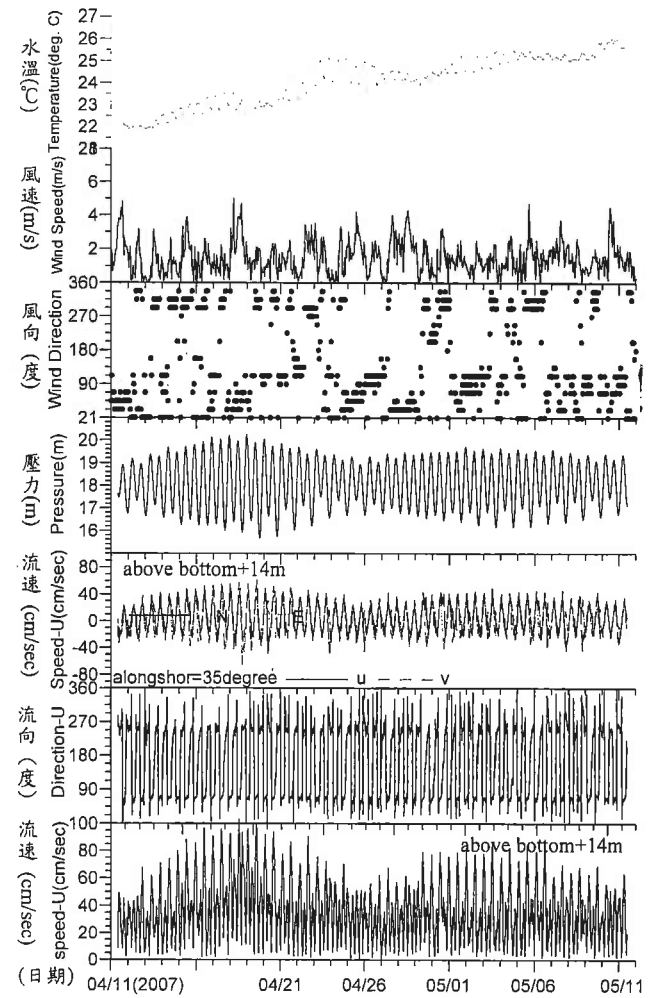 水溫(℃)
Temperature(deg. C)
27
26
25
24
23
22
21
風速(m/s)
Wind Speed(m/s)
8
6
4
2
風向(度)
Wind Direction
360
270
180
90
壓力(m)
Pressure(m)
21
20
19
18
17
16
流速(cm/sec)
Speed-U(cm/sec)
80
40
0
-40
-80
above bottom+14m
N
E
alongshor=35degree u v
流向(度)
Direction-U
360
270
180
90
流速(cm/sec)
speed-U(cm/sec)
100
80
60
40
20
0
above bottom+14m
(日期) 04/11(2007) 04/21 04/26 05/01 05/06 05/11